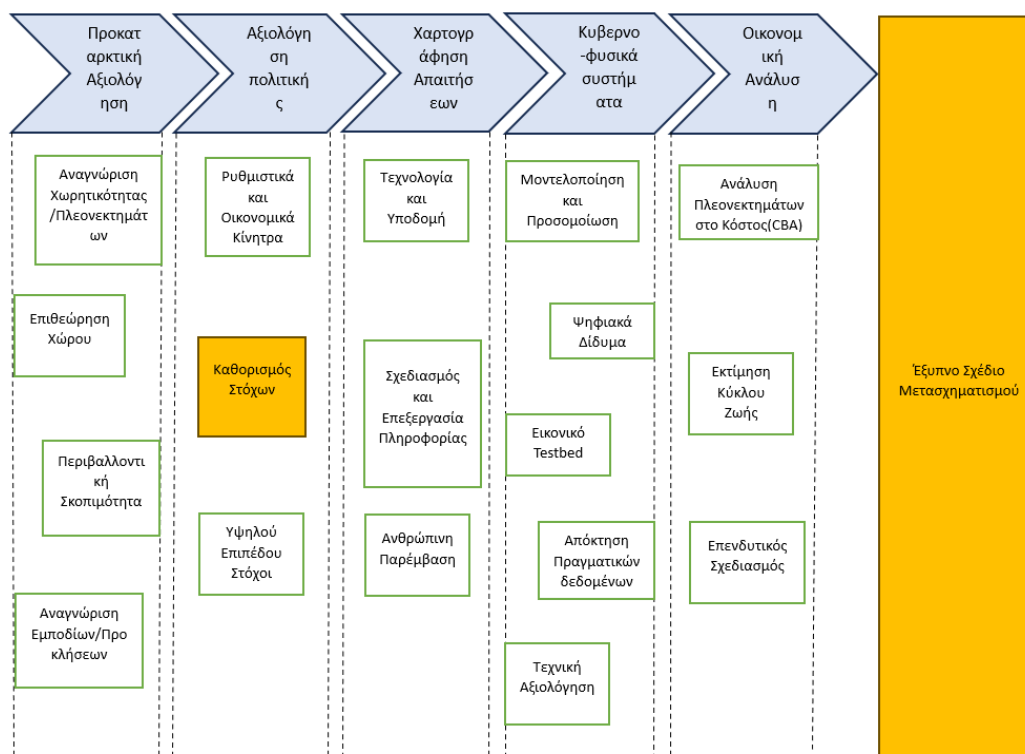 Προκατ
αρκτική
Αξιολόγ
ηση
Αξιολόγη
ση
πολιτική
ς
Χαρτογρ
άφηση
Απαιτήσ
εων
Κυβερνο
-φυσικά
συστήμ
ατα
Οικονομ
ική
Ανάλυσ
η
Αναγνώριση
Χωρητικότητας
/Πλεονεκτημάτ
ων
Επιθεώρηση
Χώρου
Περιβαλλοντι
κή
Σκοπιμότητα
Αναγνώριση
Εμποδίων/Προ
κλήσεων
Ρυθμιστικά
και
Οικονομικά
Κίνητρα
Καθορισμός
Στόχων
Υψηλού
Επιπέδου
Στόχοι
Τεχνολογία
και
Υποδομή
Σχεδιασμός
και
Επεξεργασία
Πληροφορίας
Ανθρώπινη
Παρέμβαση
Μοντελοποίηση
και
Προσομοίωση
Ψηφιακά
Δίδυμα
Εικονικό
Testbed
Απόκτηση
Πραγματικών
δεδομένων
Τεχνική
Αξιολόγηση
Ανάλυση
Πλεονεκτημάτων
στο Κόστος(CBA)
Εκτίμηση
Κύκλου
Ζωής
Επενδυτικός
Σχεδιασμός
Έξυπνο Σχέδιο
Μετασχηματισμού